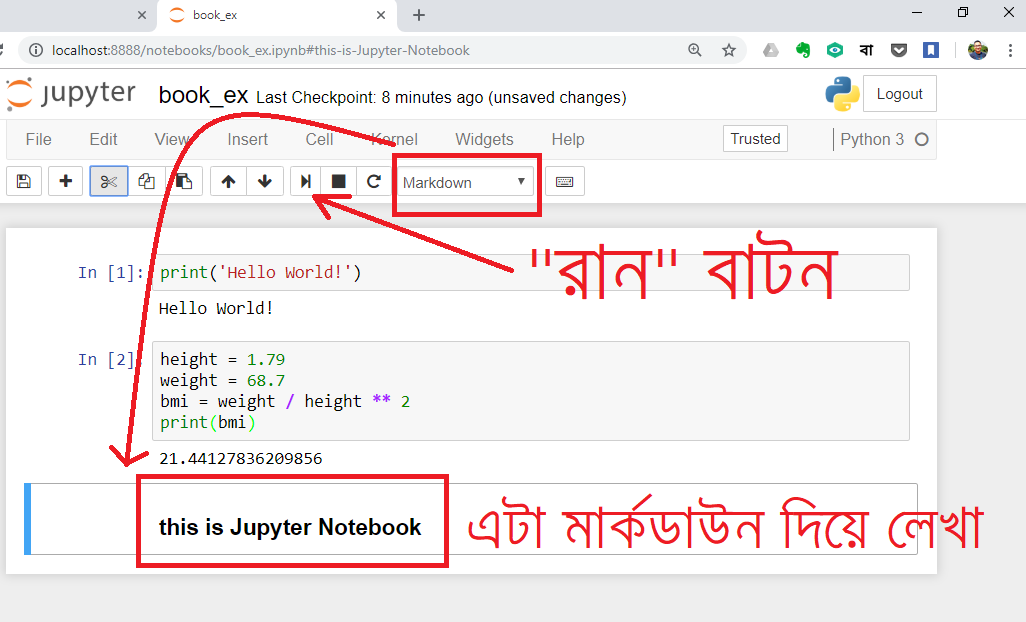 book_ex
localhost:8888/notebooks/book_ex.ipynb#this-is-Jupyter-Notebook
বা
jupyter book_ex Last Checkpoint: 8 minutes ago (unsaved changes)
Logout
File Edit View Insert Cell Kernel Widgets Help Trusted Python 3
Markdown
"রান" বাটন
In [1]: print('Hello World!')
Hello World!
In [2]: height = 1.79
weight = 68.7
bmi = weight / height ** 2
print(bmi)
21.44127836209856
this is Jupyter Notebook
এটা মার্কডাউন দিয়ে লেখা